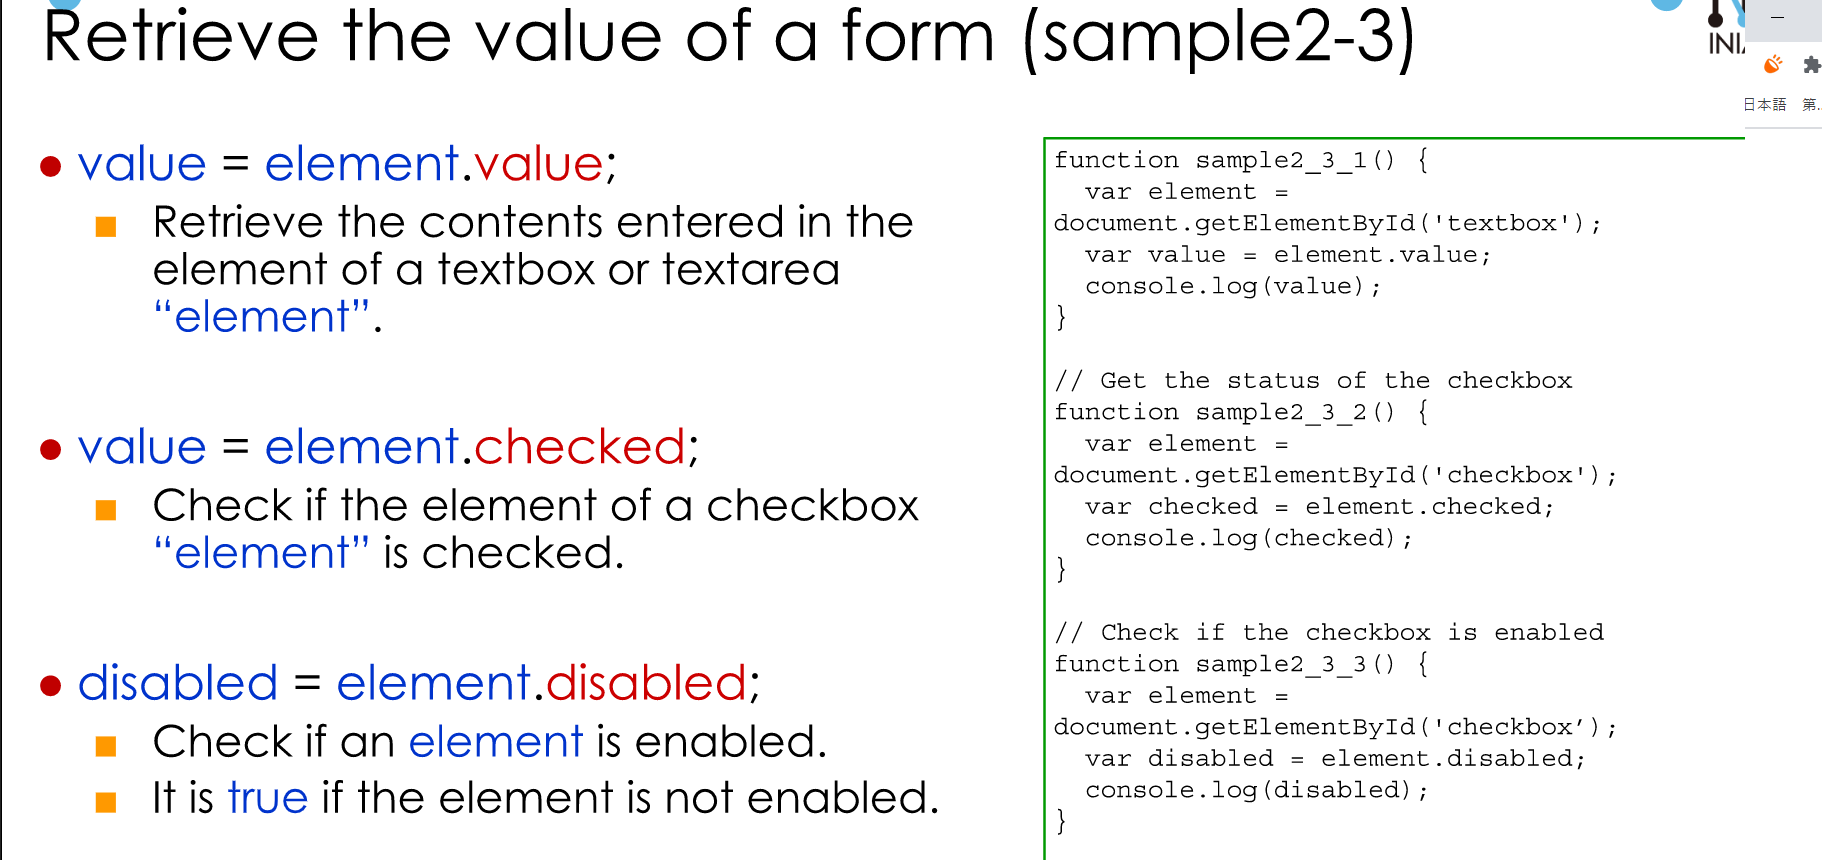 Retrieve the value of a form (sample2-3)
INIA
日本語 第..
● value = element.value;
■ Retrieve the contents entered in the
element of a textbox or textarea
“element”.
● value = element.checked;
■ Check if the element of a checkbox
“element” is checked.
● disabled = element.disabled;
■ Check if an element is enabled.
■ It is true if the element is not enabled.
function sample2_3_1() {
  var element =
document.getElementById('textbox');
  var value = element.value;
  console.log(value);
}
// Get the status of the checkbox
function sample2_3_2() {
  var element =
document.getElementById('checkbox');
  var checked = element.checked;
  console.log(checked);
}
// Check if the checkbox is enabled
function sample2_3_3() {
  var element =
document.getElementById('checkbox’);
  var disabled = element.disabled;
  console.log(disabled);
}